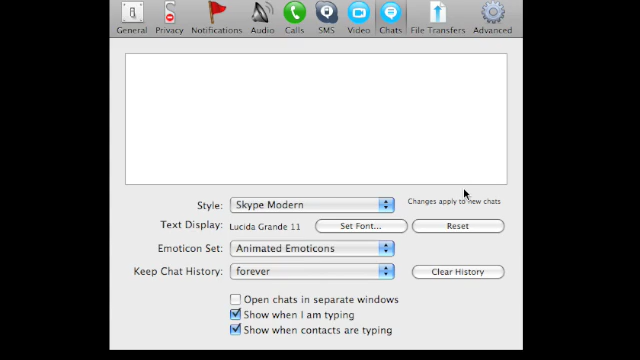 General Privacy Notifications Audio Calls SMS Video Chats File Transfers Advanced
Style: Skype Modern Changes apply to new chats
Text Display: Lucida Grande 11 Set Font... Reset
Emoticon Set: Animated Emoticons
Keep Chat History: forever Clear History
Open chats in separate windows
Show when I am typing
Show when contacts are typing